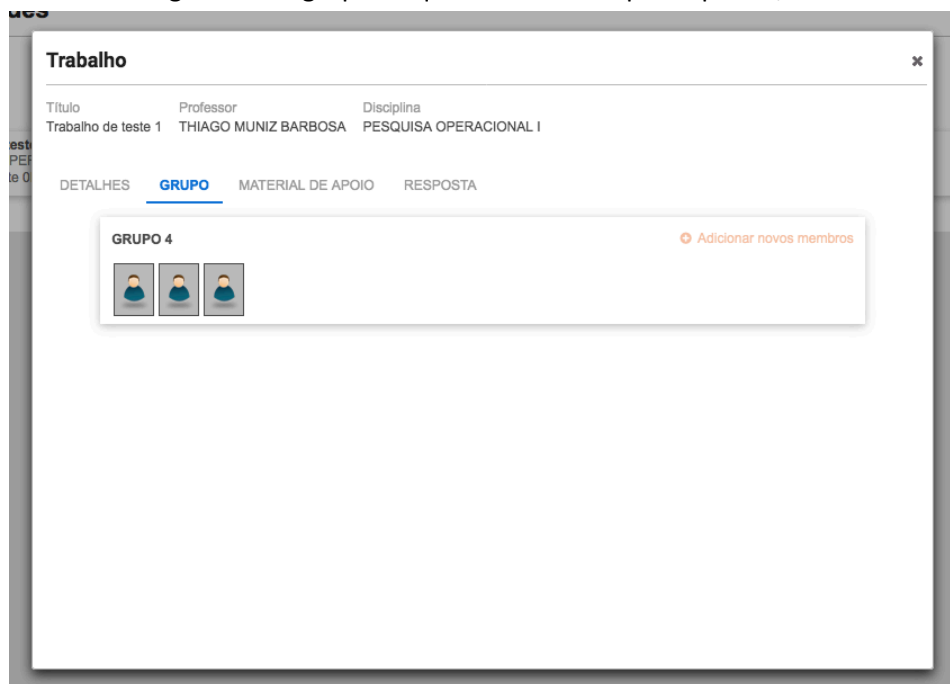 Trabalho
Título Professor Disciplina
Trabalho de teste 1 THIAGO MUNIZ BARBOSA PESQUISA OPERACIONAL I
DETALHES GRUPO MATERIAL DE APOIO RESPOSTA
GRUPO 4 Adicionar novos membros